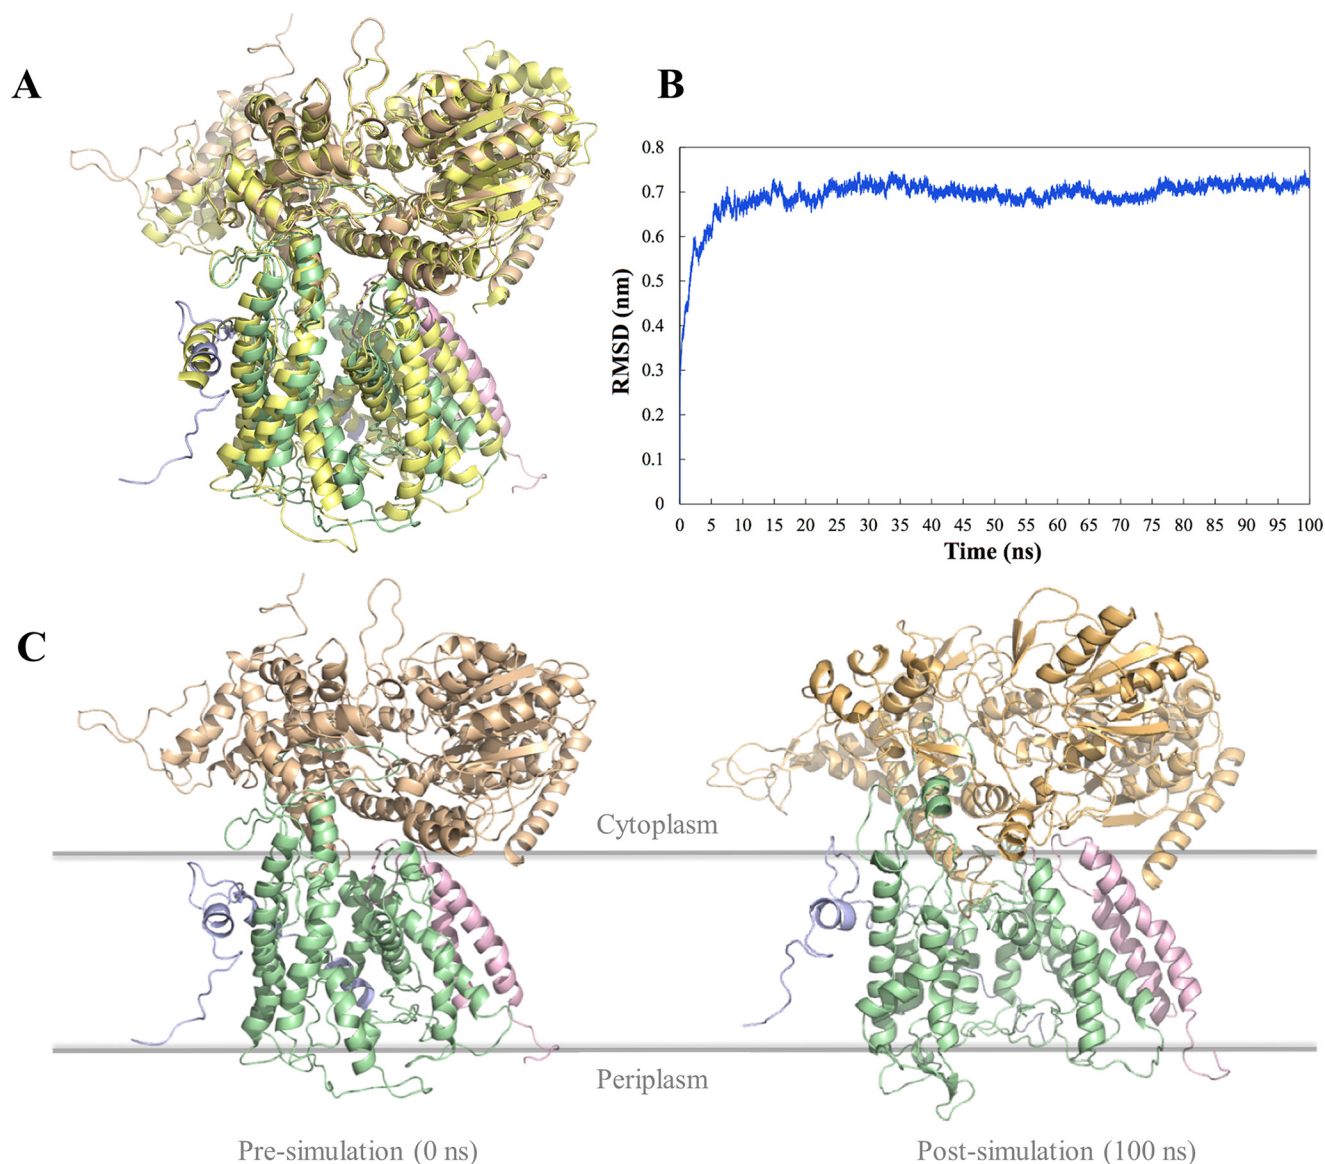 A
B
0.8
0.7
0.6
0.5
0.4
0.3
0.2
0.1
0
RMSD (nm)
0 5 10 15 20 25 30 35 40 45 50 55 60 65 70 75 80 85 90 95 100
Time (ns)
C
Cytoplasm
Periplasm
Pre-simulation (0 ns)
Post-simulation (100 ns)